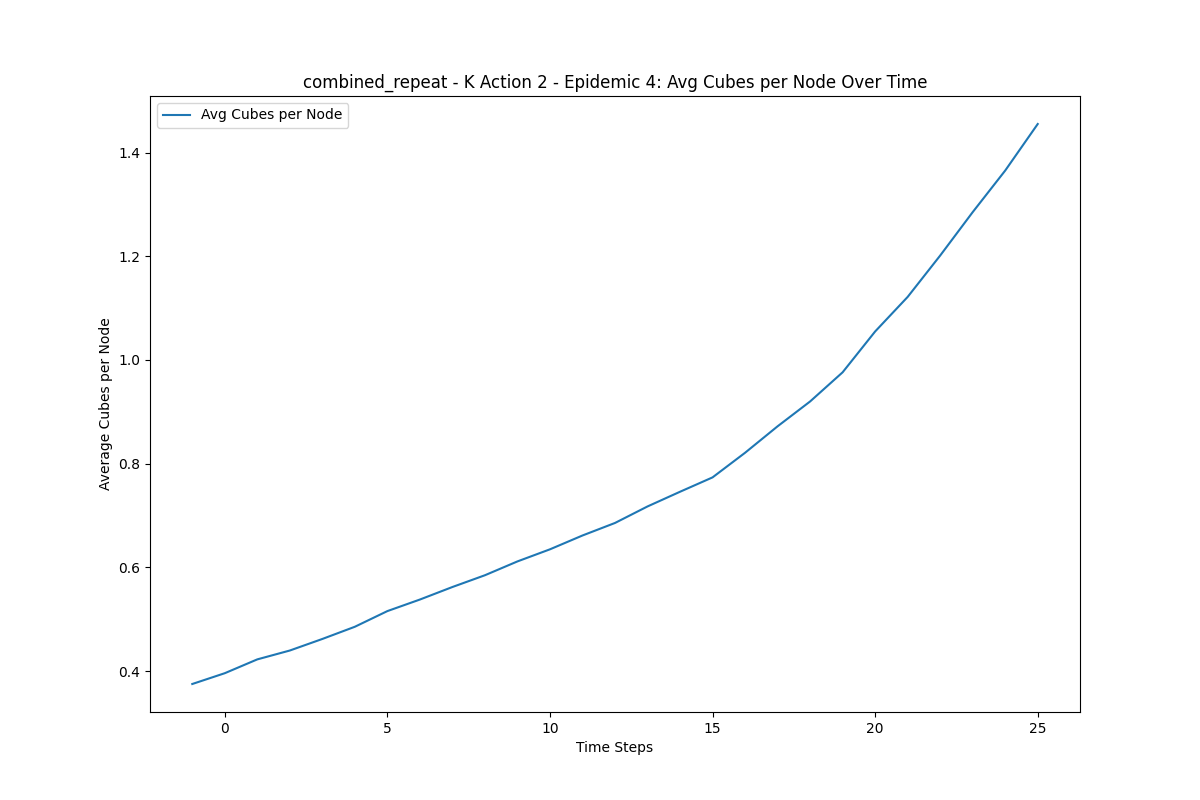 combined_repeat - K Action 2 - Epidemic 4: Avg Cubes per Node Over Time
Avg Cubes per Node
1.4
1.2
1.0
0.8
0.6
0.4
Average Cubes per Node
0 5 10 15 20 25
Time Steps